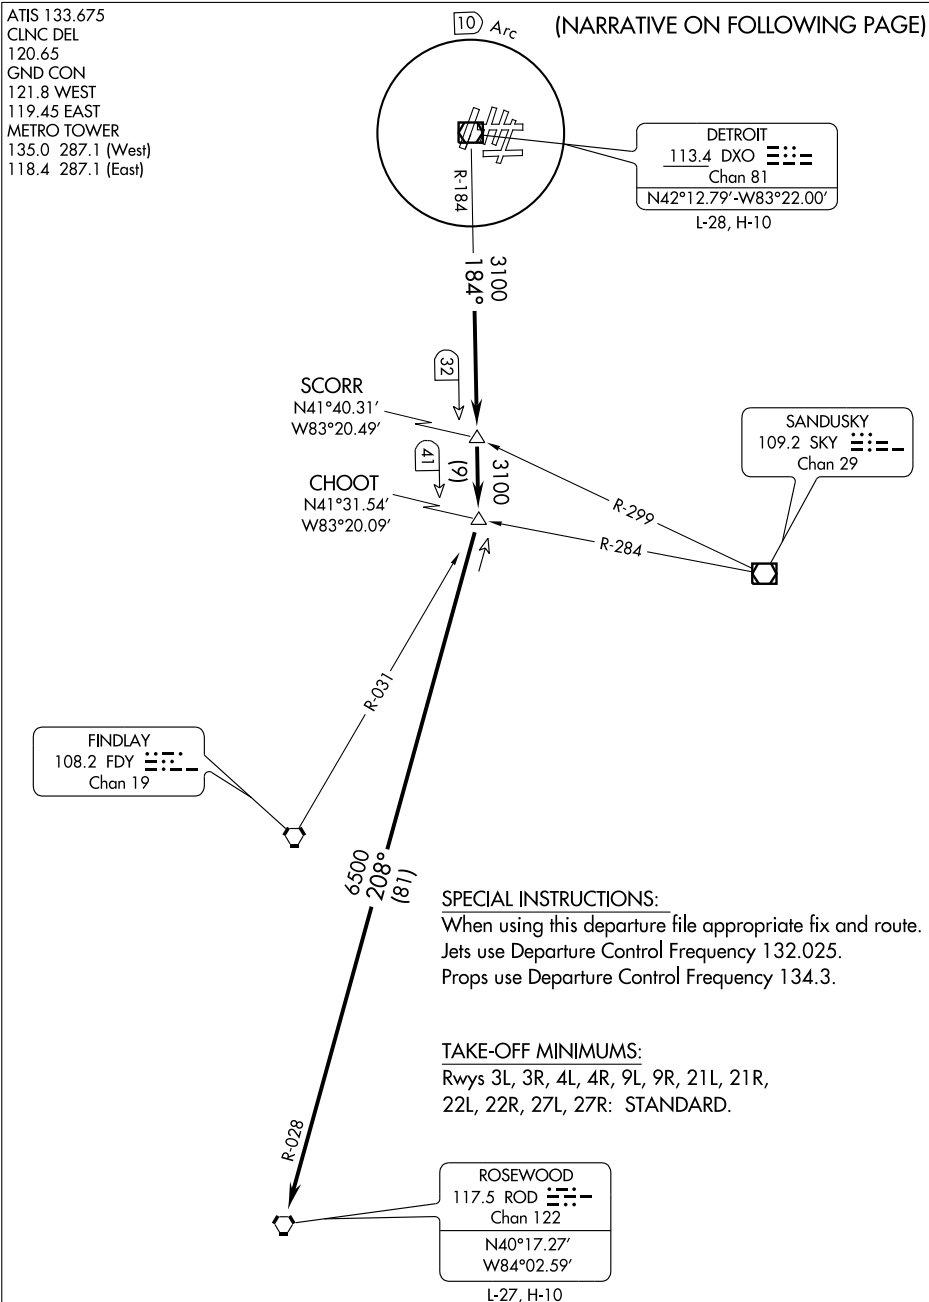 ATIS 133.675
CLNC DEL
120.65
GND CON
121.8 WEST
119.45 EAST
METRO TOWER
135.0 287.1 (West)
118.4 287.1 (East)
10 Arc
(NARRATIVE ON FOLLOWING PAGE)
DETROIT
113.4 DXO
Chan 81
N42°12.79'-W83°22.00'
L-28, H-10
R-184
3100
184°
32
SCORR
N41°40.31'
W83°20.49'
41
(9)
3100
CHOOT
N41°31.54'
W83°20.09'
SANDUSKY
109.2 SKY
Chan 29
R-299
R-284
R-031
FINDLAY
108.2 FDY
Chan 19
6500
208°
(81)
SPECIAL INSTRUCTIONS:
When using this departure file appropriate fix and route.
Jets use Departure Control Frequency 132.025.
Props use Departure Control Frequency 134.3.
TAKE-OFF MINIMUMS:
Rwys 3L, 3R, 4L, 4R, 9L, 9R, 21L, 21R,
22L, 22R, 27L, 27R: STANDARD.
R-028
ROSEWOOD
117.5 ROD
Chan 122
N40°17.27'
W84°02.59'
L-27, H-10